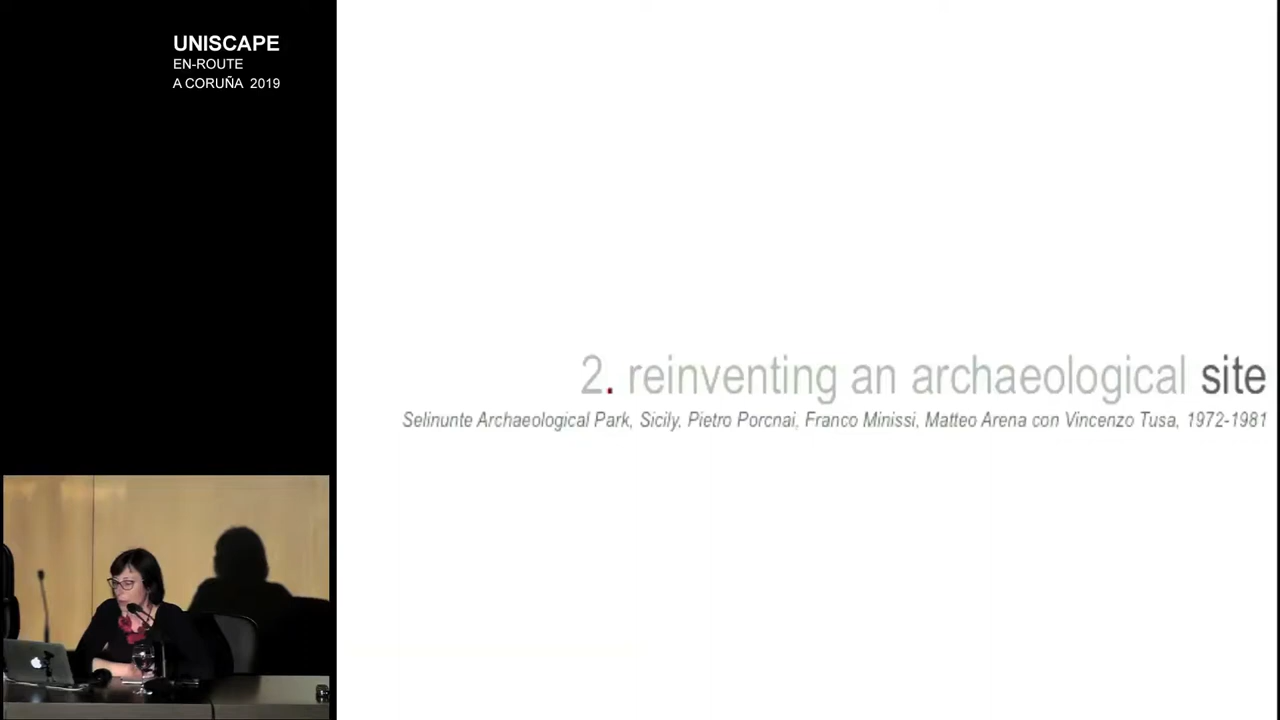 UNISCAPE
EN-ROUTE
A CORUÑA 2019
2. reinventing an archaeological site
Selinunte Archaeological Park, Sicily. Pietro Porcnai, Franco Minissi, Matteo Arena con Vincenzo Tusa, 1972-1981